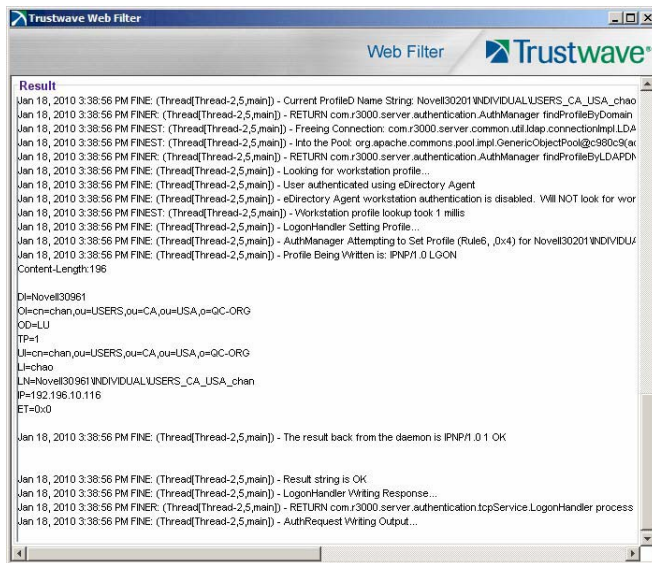 Trustwave Web Filter
Web Filter
Trustwave®
Result
Jan 18, 2010 3:38:56 PM FINE: (Thread[Thread-2,5,main]) - Current ProfileD Name String: Novell30201\INDIVIDUAL\USERS_CA_USA_chao
Jan 18, 2010 3:38:56 PM FINER: (Thread[Thread-2,5,main]) - RETURN com.r3000.server.authentication.AuthManager findProfileByDomain
Jan 18, 2010 3:38:56 PM FINEST: (Thread[Thread-2,5,main]) - Freeing Connection: com.r3000.server.common.util.ldap.connectionImpl.LDA
Jan 18, 2010 3:38:56 PM FINEST: (Thread[Thread-2,5,main]) - Into the Pool: org.apache.commons.pool.impl.GenericObjectPool@c980c9(ac
Jan 18, 2010 3:38:56 PM FINER: (Thread[Thread-2,5,main]) - RETURN com.r3000.server.authentication.AuthManager findProfileByLDAPDN
Jan 18, 2010 3:38:56 PM FINE: (Thread[Thread-2,5,main]) - Looking for workstation profile...
Jan 18, 2010 3:38:56 PM FINE: (Thread[Thread-2,5,main]) - User authenticated using eDirectory Agent
Jan 18, 2010 3:38:56 PM FINE: (Thread[Thread-2,5,main]) - eDirectory Agent workstation authentication is disabled. Will NOT look for wor
Jan 18, 2010 3:38:56 PM FINEST: (Thread[Thread-2,5,main]) - Workstation profile lookup took 1 millis
Jan 18, 2010 3:38:56 PM FINE: (Thread[Thread-2,5,main]) - LogonHandler Setting Profile...
Jan 18, 2010 3:38:56 PM FINE: (Thread[Thread-2,5,main]) - AuthManager Attempting to Set Profile (Rule6, ,0x4) for Novell30201\INDIVIDUA
Jan 18, 2010 3:38:56 PM FINE: (Thread[Thread-2,5,main]) - Profile Being Written is: IPNP/1.0 LGON
Content-Length:196
DI=Novell30961
OI=cn=chan,ou=USERS,ou=CA,ou=USA,o=QC-ORG
OD=LU
TP=1
UI=cn=chan,ou=USERS,ou=CA,ou=USA,o=QC-ORG
LI=chao
LN=Novell30961\INDIVIDUAL\USERS_CA_USA_chan
IP=192.196.10.116
ET=0x0
Jan 18, 2010 3:38:56 PM FINE: (Thread[Thread-2,5,main]) - The result back from the daemon is IPNP/1.0 1 OK
Jan 18, 2010 3:38:56 PM FINE: (Thread[Thread-2,5,main]) - Result string is OK
Jan 18, 2010 3:38:56 PM FINE: (Thread[Thread-2,5,main]) - LogonHandler Writing Response...
Jan 18, 2010 3:38:56 PM FINER: (Thread[Thread-2,5,main]) - RETURN com.r3000.server.authentication.tcpService.LogonHandler process
Jan 18, 2010 3:38:56 PM FINE: (Thread[Thread-2,5,main]) - AuthRequest Writing Output...